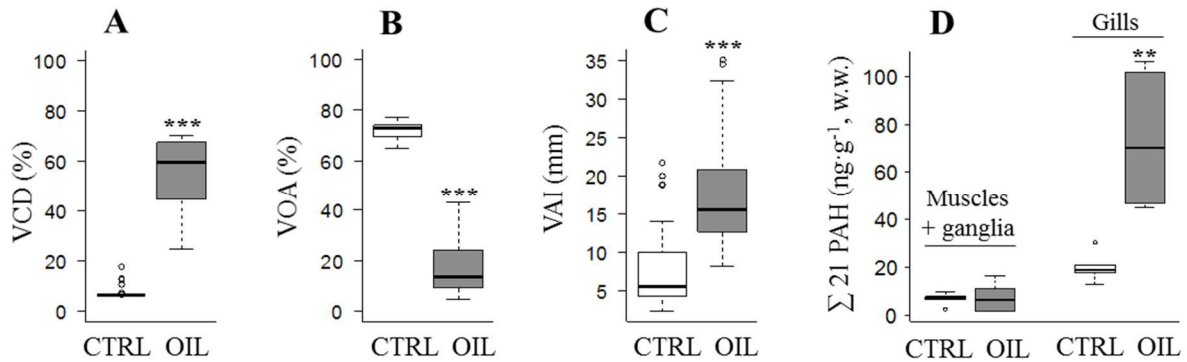 A
VCD (%)
100
80
60
40
20
0
***
CTRL OIL
B
VOA (%)
100
80
60
40
20
0
***
CTRL OIL
C
VAI (mm)
35
30
25
20
15
10
5
***
CTRL OIL
D
∑ 21 PAH (ng·g⁻¹, w.w.)
100
80
60
40
20
0
Gills
**
Muscles
+ ganglia
CTRL OIL CTRL OIL